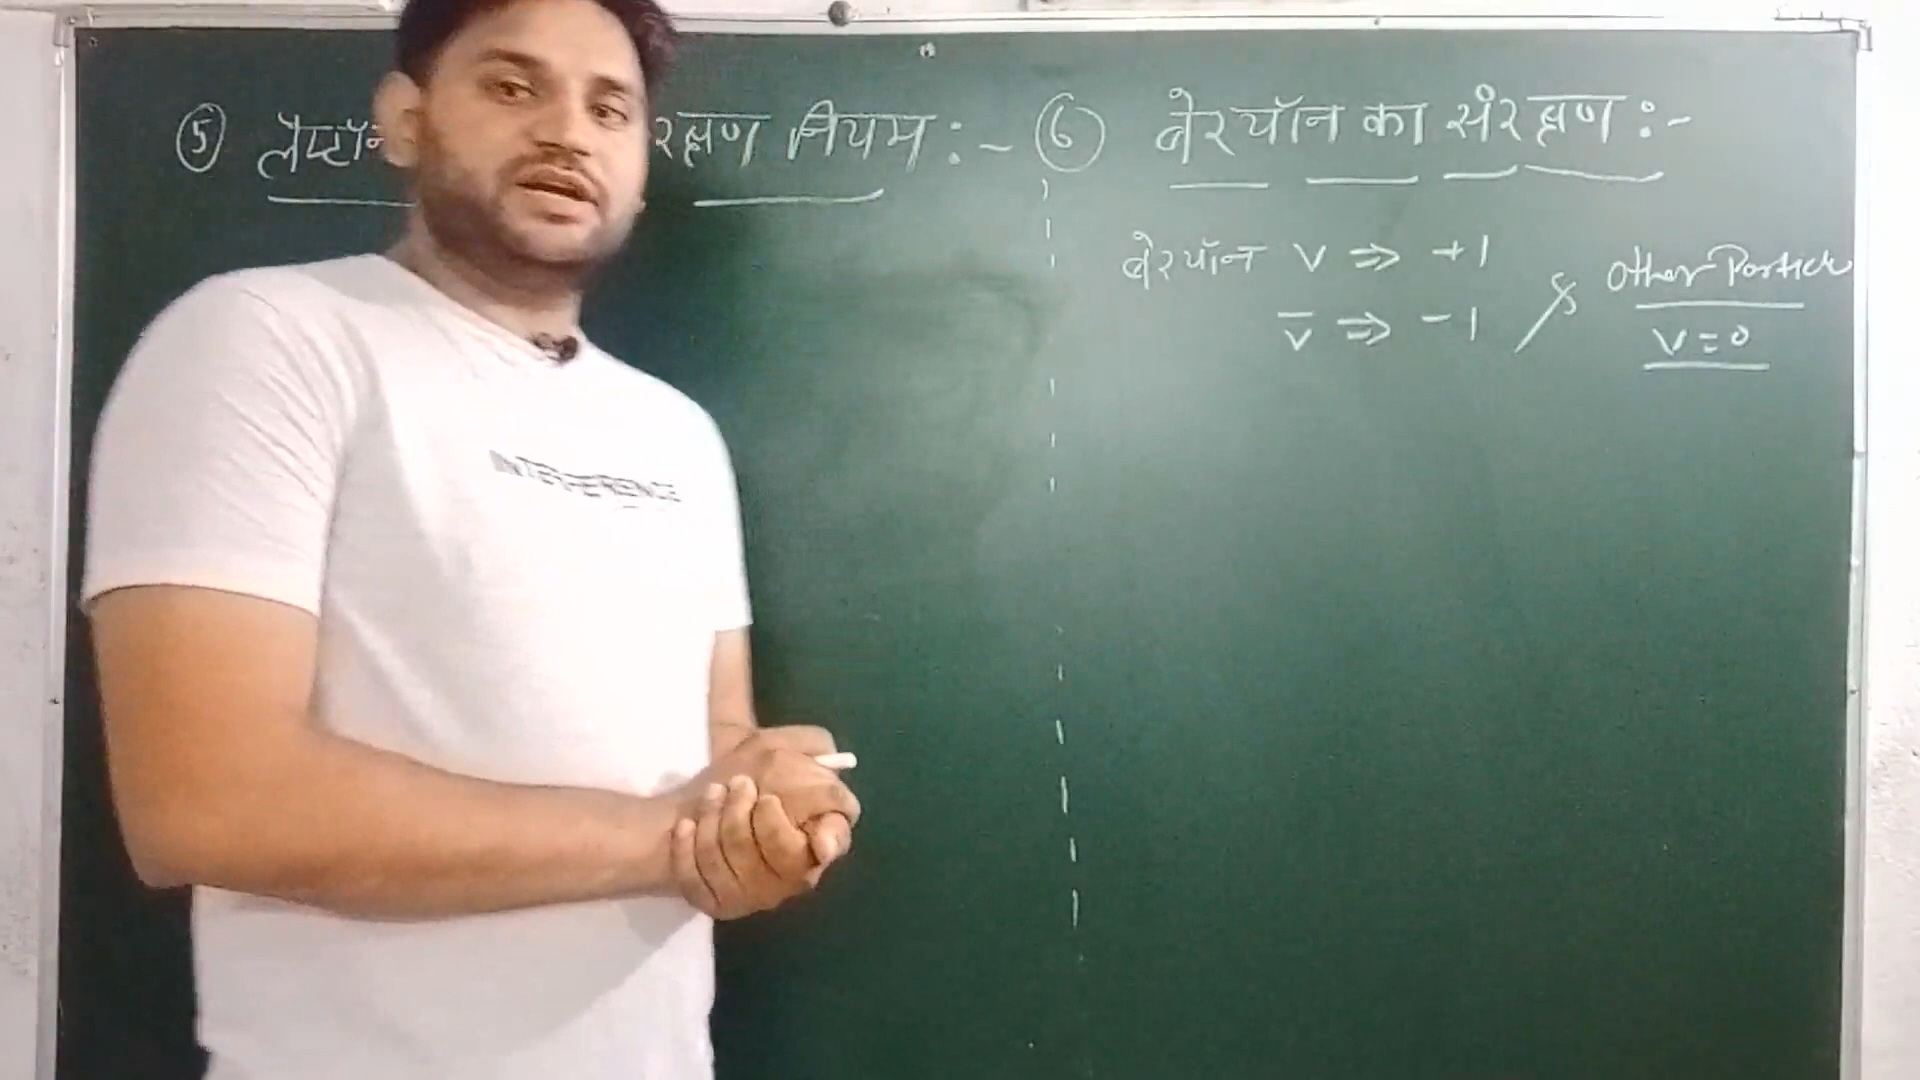 ⑤ लैप्टॉन रक्षण नियम :-
⑥ बेरयॉन का संरक्षण :-
बेरयॉन v ⇒ +1
v̅ ⇒ -1
Other Particle
v = 0
INTERFERENCE